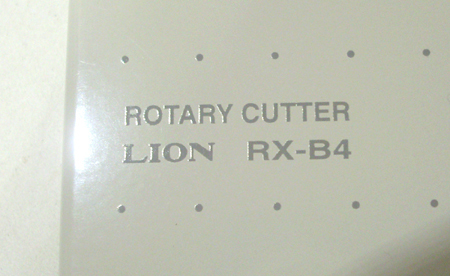 ROTARY CUTTER
LION RX-B4